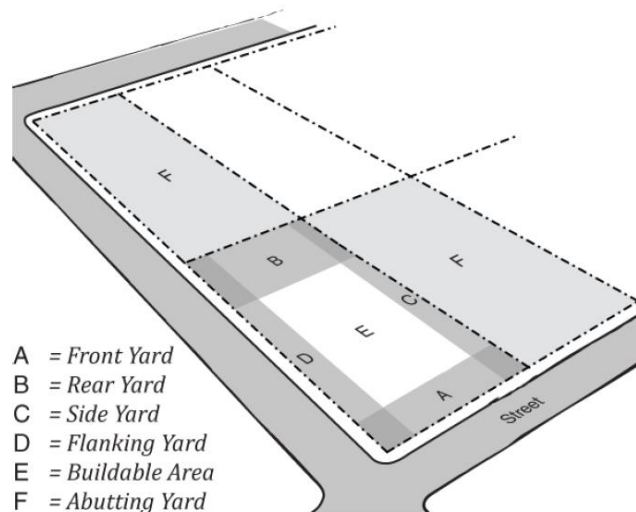 F
B
F
C
E
D
A
Street
A = Front Yard
B = Rear Yard
C = Side Yard
D = Flanking Yard
E = Buildable Area
F = Abutting Yard